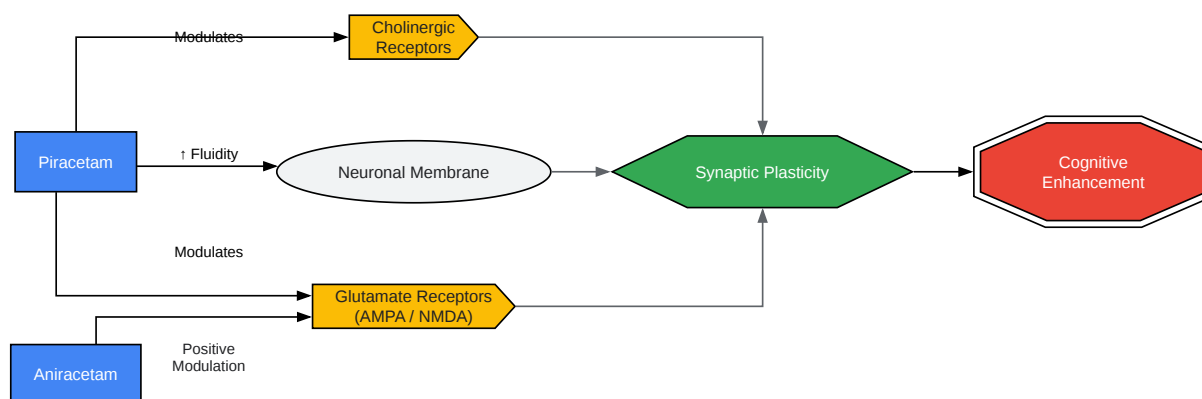 Cholinergic
Receptors
Modulates
Piracetam
↑ Fluidity
Neuronal Membrane
Synaptic Plasticity
Cognitive
Enhancement
Modulates
Glutamate Receptors
(AMPA / NMDA)
Positive
Modulation
Aniracetam